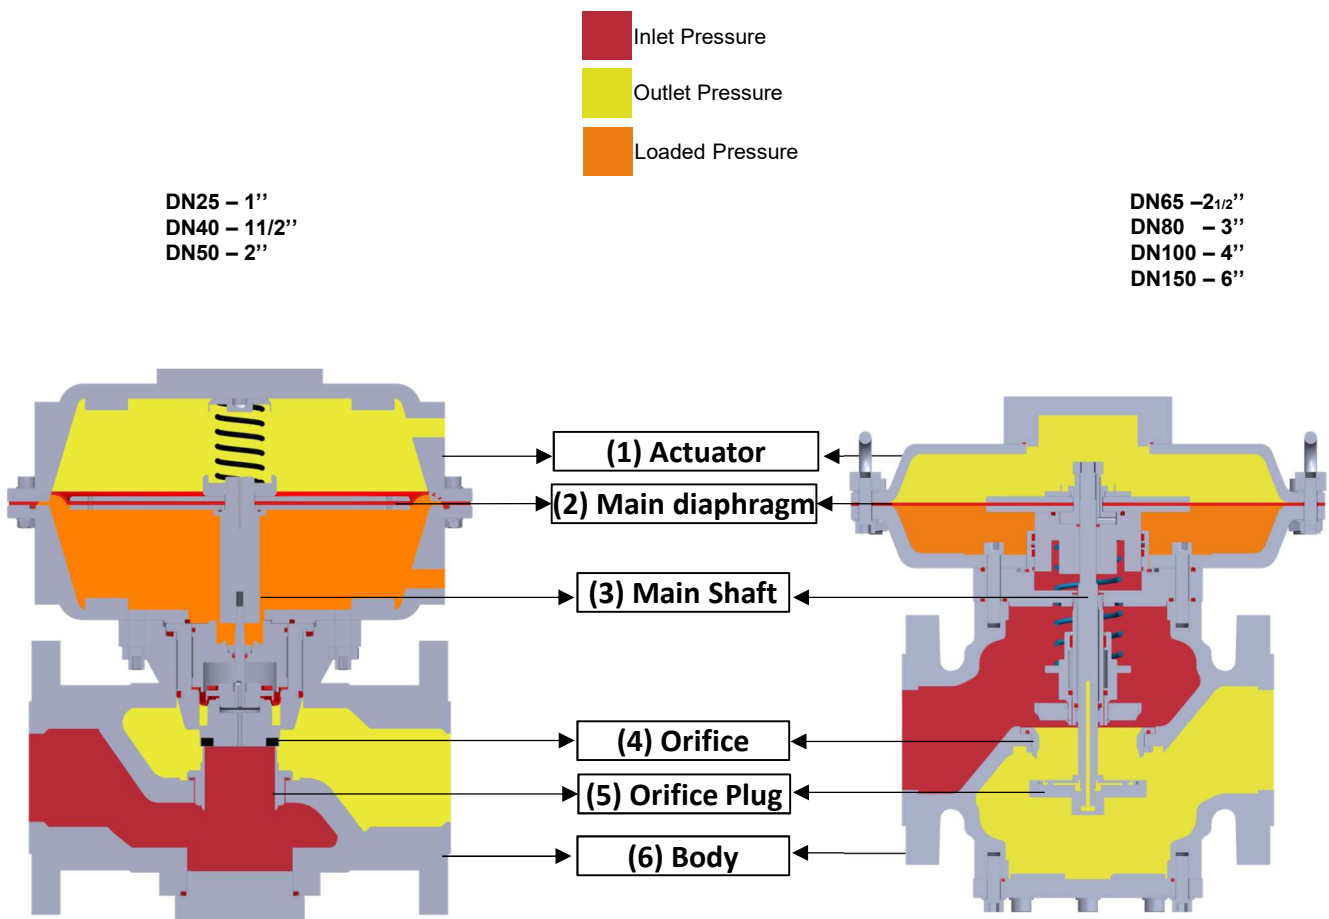 Inlet Pressure
Outlet Pressure
Loaded Pressure
DN25 – 1’’
DN40 – 11/2’’
DN50 – 2’’
DN65 –21/2’’
DN80 – 3’’
DN100 – 4’’
DN150 – 6’’
(1) Actuator
(2) Main diaphragm
(3) Main Shaft
(4) Orifice
(5) Orifice Plug
(6) Body